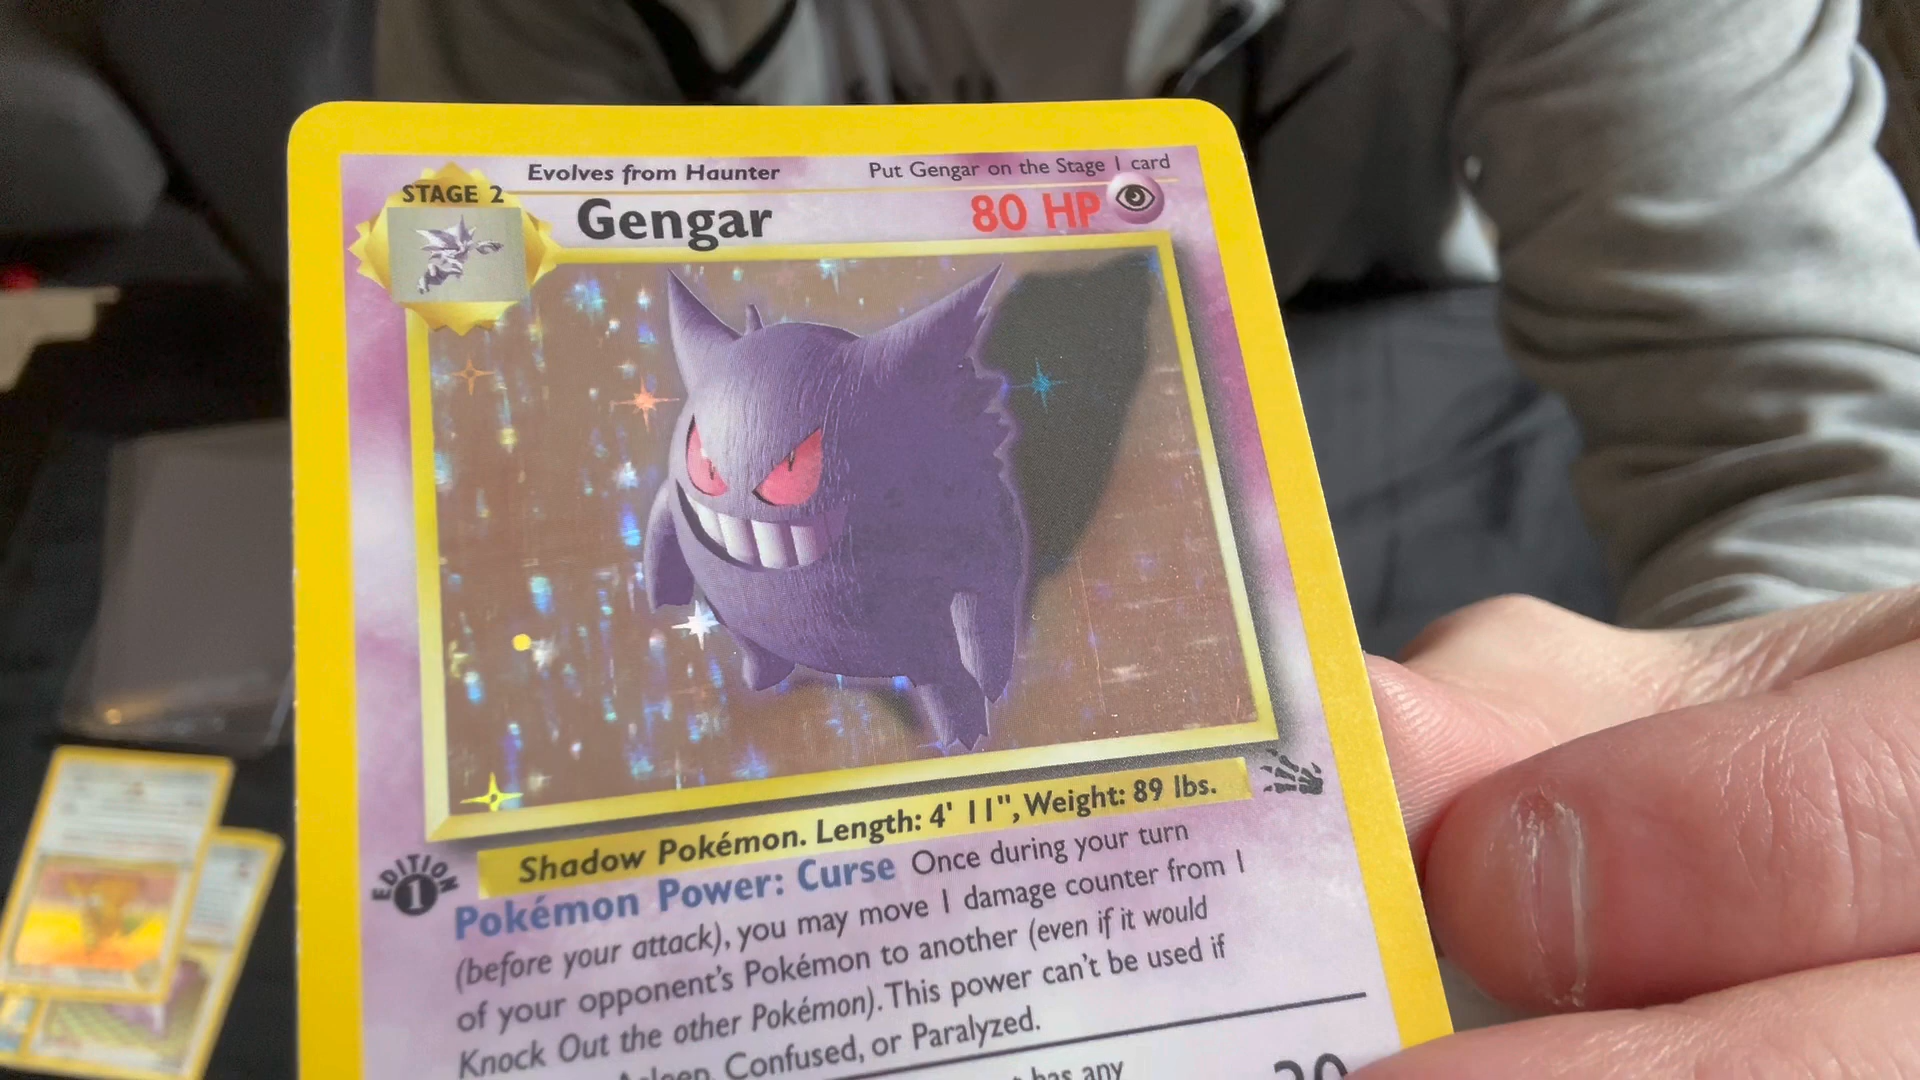 Evolves from Haunter
Put Gengar on the Stage 1 card
STAGE 2
Gengar
80 HP
Shadow Pokémon. Length: 4' 11", Weight: 89 lbs.
EDITION
1
Pokémon Power: Curse Once during your turn
(before your attack), you may move 1 damage counter from 1
of your opponent's Pokémon to another (even if it would
Knock Out the other Pokémon). This power can't be used if
Asleep, Confused, or Paralyzed.
has any